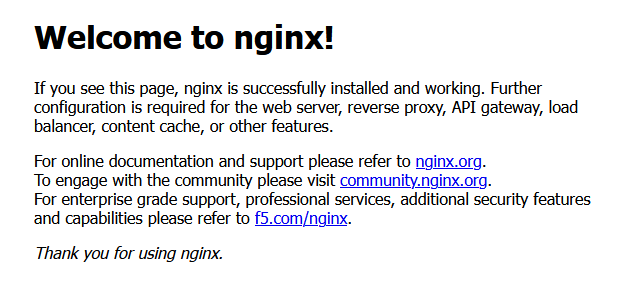 Welcome to nginx!
If you see this page, nginx is successfully installed and working. Further
configuration is required for the web server, reverse proxy, API gateway, load
balancer, content cache, or other features.
For online documentation and support please refer to nginx.org.
To engage with the community please visit community.nginx.org.
For enterprise grade support, professional services, additional security features
and capabilities please refer to f5.com/nginx.
Thank you for using nginx.